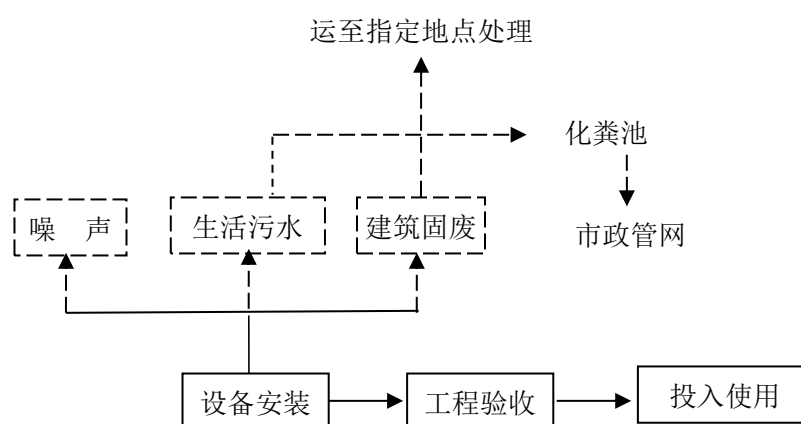 运至指定地点处理
化粪池
噪　声
生活污水
建筑固废
市政管网
设备安装
工程验收
投入使用